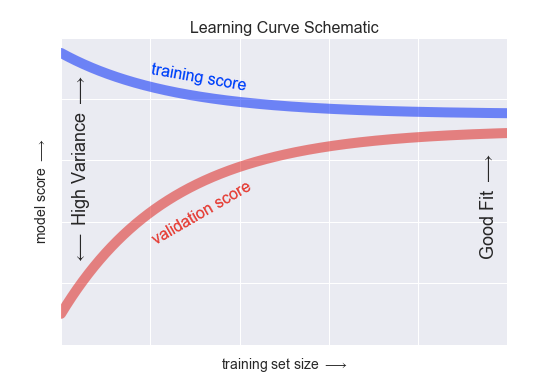 Learning Curve Schematic
training score
validation score
⟵ High Variance ⟶
Good Fit ⟶
model score ⟶
training set size ⟶